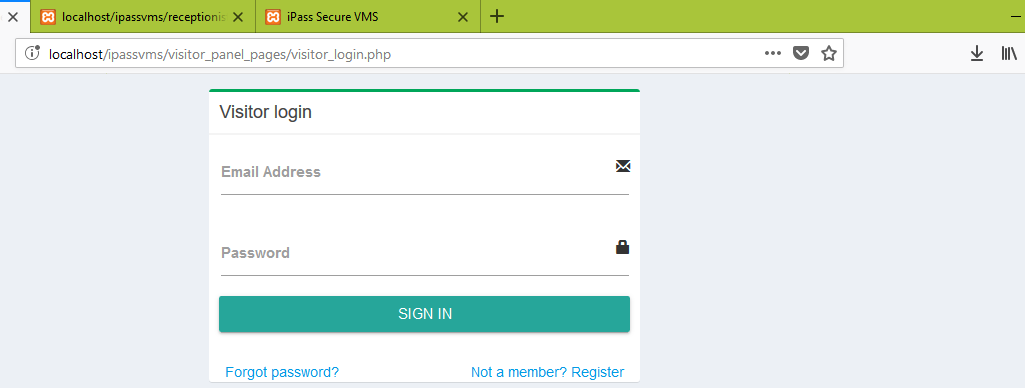 localhost/ipassvms/receptionis
iPass Secure VMS
localhost/ipassvms/visitor_panel_pages/visitor_login.php
Visitor login
Email Address
Password
SIGN IN
Forgot password? Not a member? Register